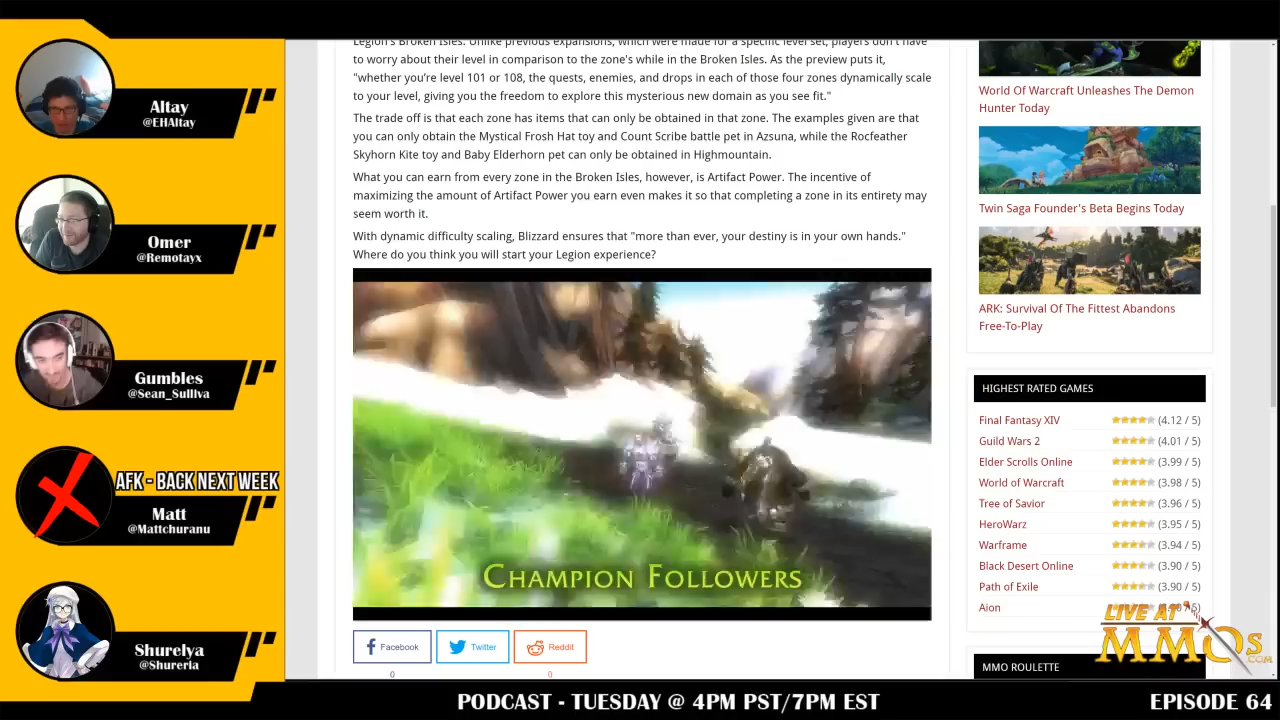 Altay
@EHAltay
Omer
@Remotayx
Gumbles
@Sean_Sulliva
AFK - BACK NEXT WEEK
Matt
@Mattchuranu
Shurelya
@Shureria
Legion's Broken Isles. Unlike previous expansions, which were made for a specific level set, players don't have
to worry about their level in comparison to the zone's while in the Broken Isles. As the preview puts it,
"whether you're level 101 or 108, the quests, enemies, and drops in each of those four zones dynamically scale
to your level, giving you the freedom to explore this mysterious new domain as you see fit."
The trade off is that each zone has items that can only be obtained in that zone. The examples given are that
you can only obtain the Mystical Frosh Hat toy and Count Scribe battle pet in Azsuna, while the Rocfeather
Skyhorn Kite toy and Baby Elderhorn pet can only be obtained in Highmountain.
What you can earn from every zone in the Broken Isles, however, is Artifact Power. The incentive of
maximizing the amount of Artifact Power you earn even makes it so that completing a zone in its entirety may
seem worth it.
With dynamic difficulty scaling, Blizzard ensures that "more than ever, your destiny is in your own hands."
Where do you think you will start your Legion experience?
CHAMPION FOLLOWERS
Facebook
Twitter
Reddit
0
0
World Of Warcraft Unleashes The Demon
Hunter Today
Twin Saga Founder's Beta Begins Today
ARK: Survival Of The Fittest Abandons
Free-To-Play
HIGHEST RATED GAMES
Final Fantasy XIV (4.12 / 5)
Guild Wars 2 (4.01 / 5)
Elder Scrolls Online (3.99 / 5)
World of Warcraft (3.98 / 5)
Tree of Savior (3.96 / 5)
HeroWarz (3.95 / 5)
Warframe (3.94 / 5)
Black Desert Online (3.90 / 5)
Path of Exile (3.90 / 5)
Aion
LIVE AT
MMOs
.COM
MMO ROULETTE
PODCAST - TUESDAY @ 4PM PST/7PM EST
EPISODE 64